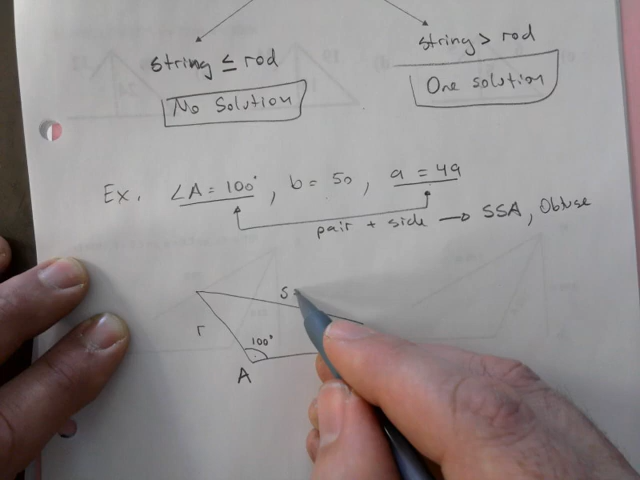 string ≤ rod
string > rod
No Solution
One solution
Ex. ∠A = 100°, b = 50, a = 49
pair + side → SSA, Obtuse
s
r
100°
A